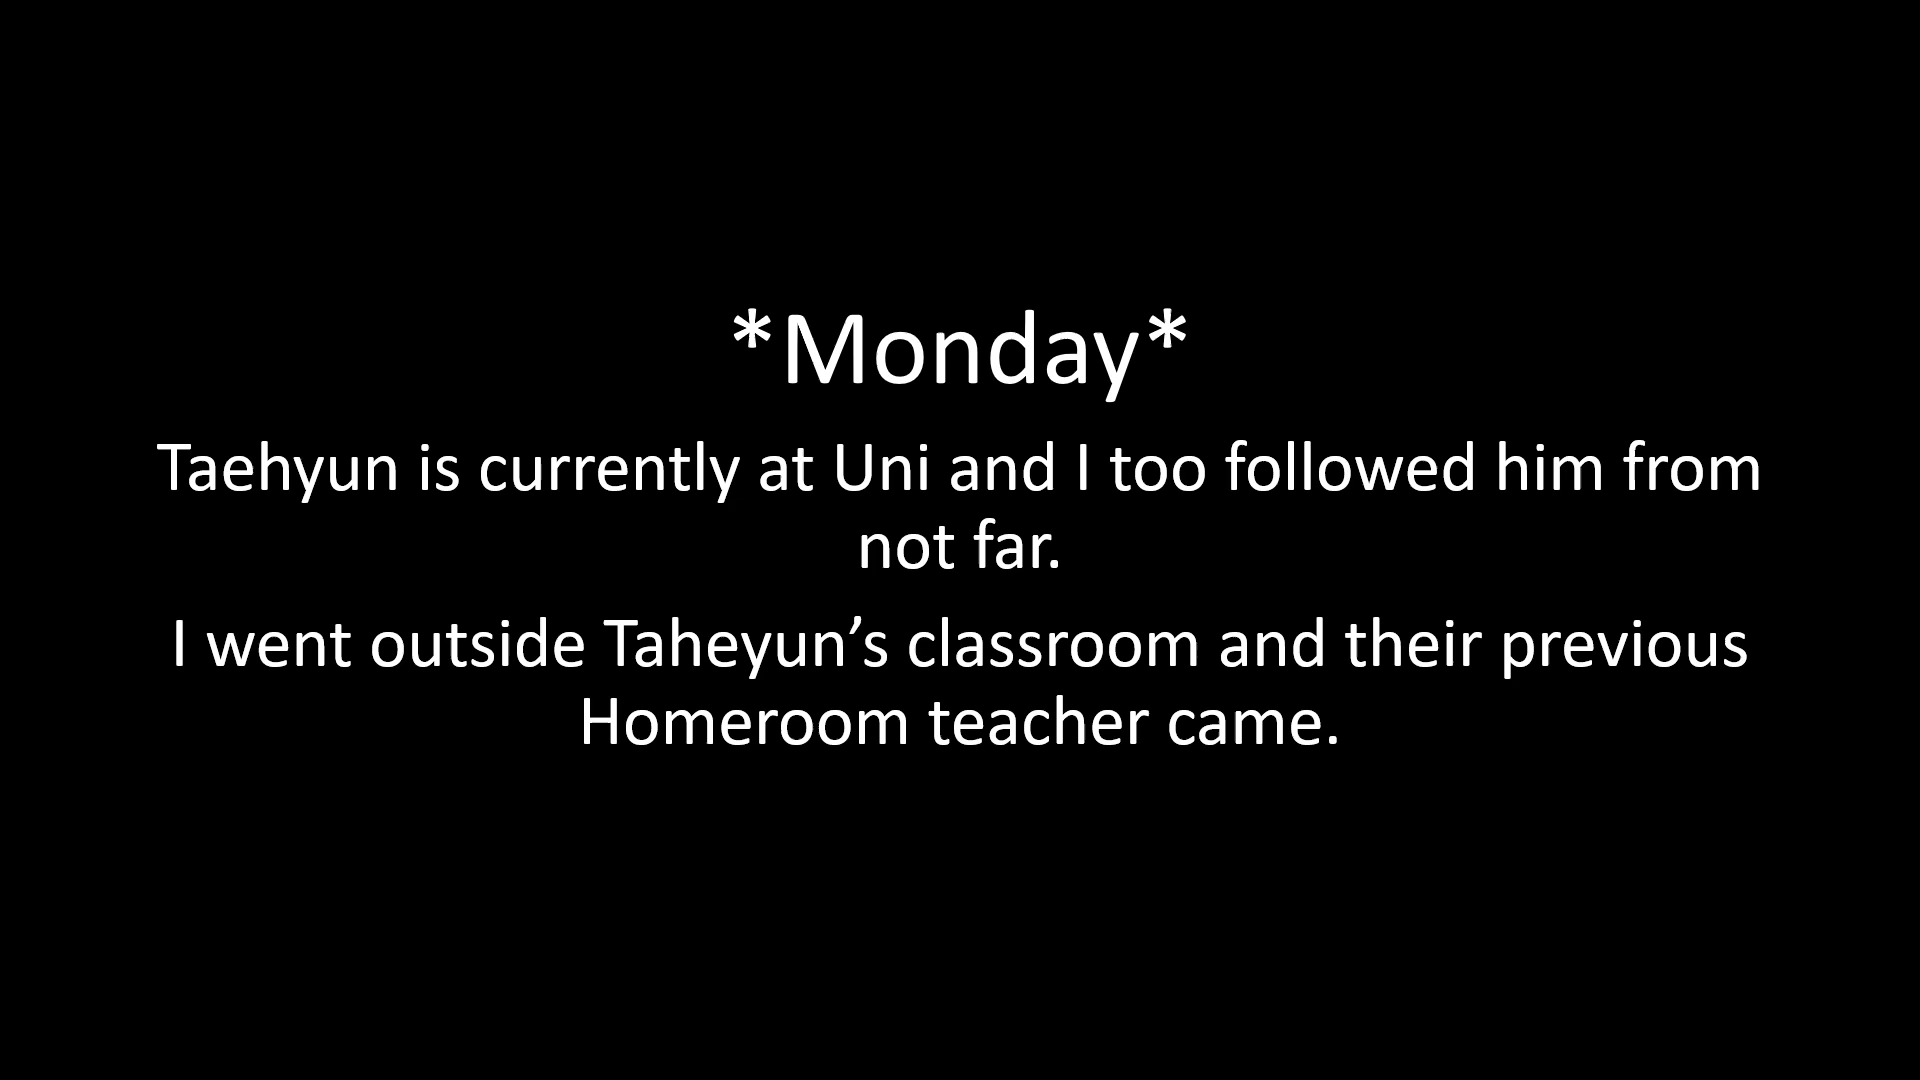 *Monday*
Taehyun is currently at Uni and I too followed him from
not far.
I went outside Taheyun’s classroom and their previous
Homeroom teacher came.